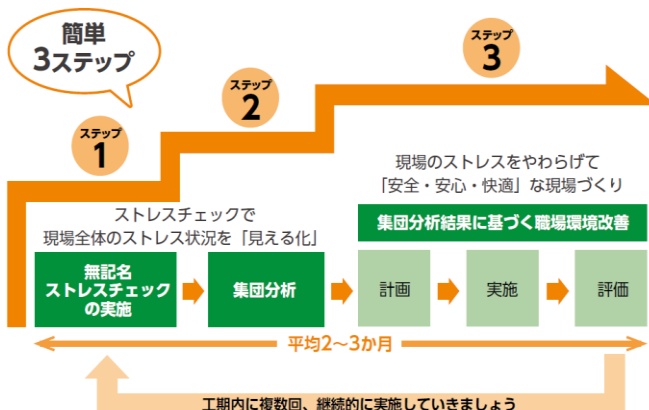 簡単
3ステップ
ステップ
1
ステップ
2
ステップ
3
ストレスチェックで
現場全体のストレス状況を「見える化」
現場のストレスをやわらげて
「安全・安心・快適」な現場づくり
集団分析結果に基づく職場環境改善
無記名
ストレスチェック
の実施
集団分析
計画
実施
評価
平均2〜3か月
工期内に複数回、継続的に実施していきましょう